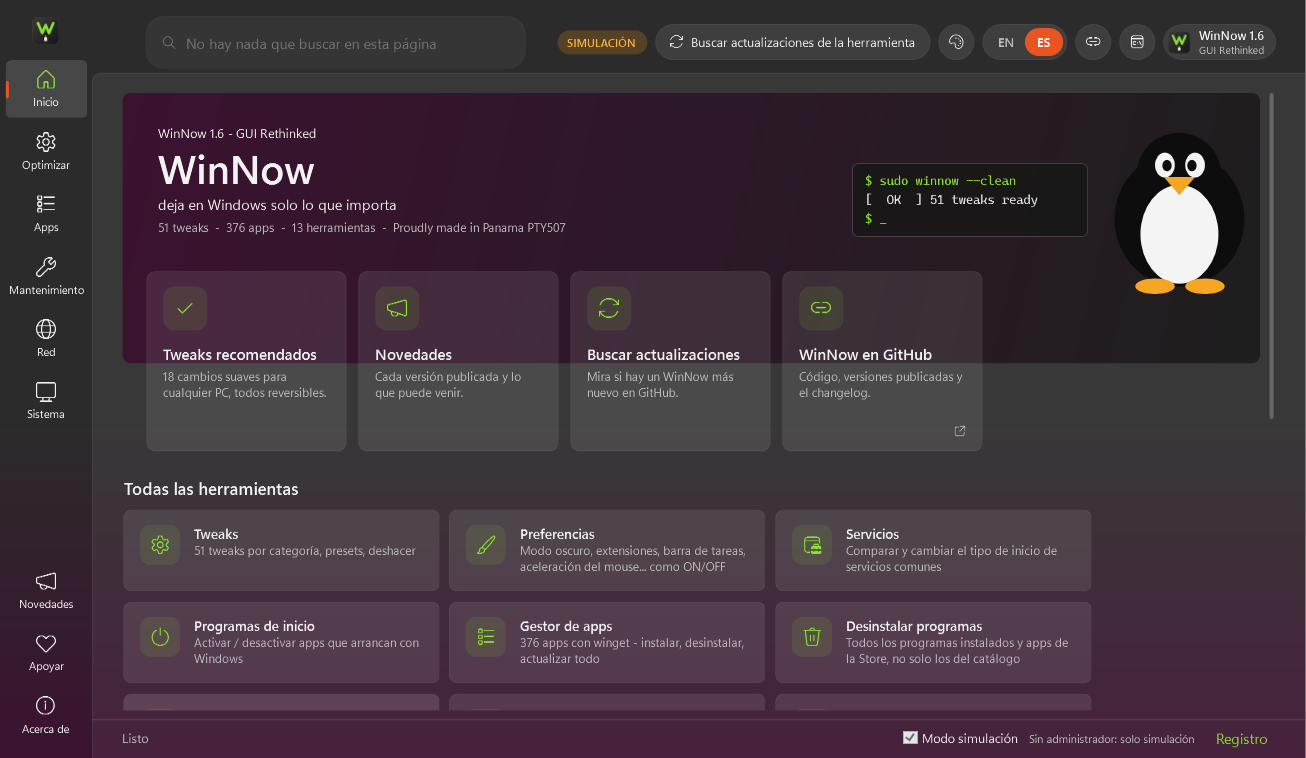 No hay nada que buscar en esta página
SIMULACIÓN
Buscar actualizaciones de la herramienta
EN
ES
WinNow 1.6
GUI Rethinked
Inicio
Optimizar
Apps
Mantenimiento
Red
Sistema
Novedades
Apoyar
Acerca de
WinNow 1.6 - GUI Rethinked
WinNow
deja en Windows solo lo que importa
51 tweaks - 376 apps - 13 herramientas - Proudly made in Panama PTY507
$ sudo winnow --clean
[ OK ] 51 tweaks ready
$ _
Tweaks recomendados
18 cambios suaves para
cualquier PC, todos reversibles.
Novedades
Cada versión publicada y lo
que puede venir.
Buscar actualizaciones
Mira si hay un WinNow más
nuevo en GitHub.
WinNow en GitHub
Código, versiones publicadas y
el changelog.
Todas las herramientas
Tweaks
51 tweaks por categoría, presets, deshacer
Preferencias
Modo oscuro, extensiones, barra de tareas,
aceleración del mouse... como ON/OFF
Servicios
Comparar y cambiar el tipo de inicio de
servicios comunes
Programas de inicio
Activar / desactivar apps que arrancan con
Windows
Gestor de apps
376 apps con winget - instalar, desinstalar,
actualizar todo
Desinstalar programas
Todos los programas instalados y apps de
la Store, no solo los del catálogo
Listo
Modo simulación
Sin administrador: solo simulación
Registro